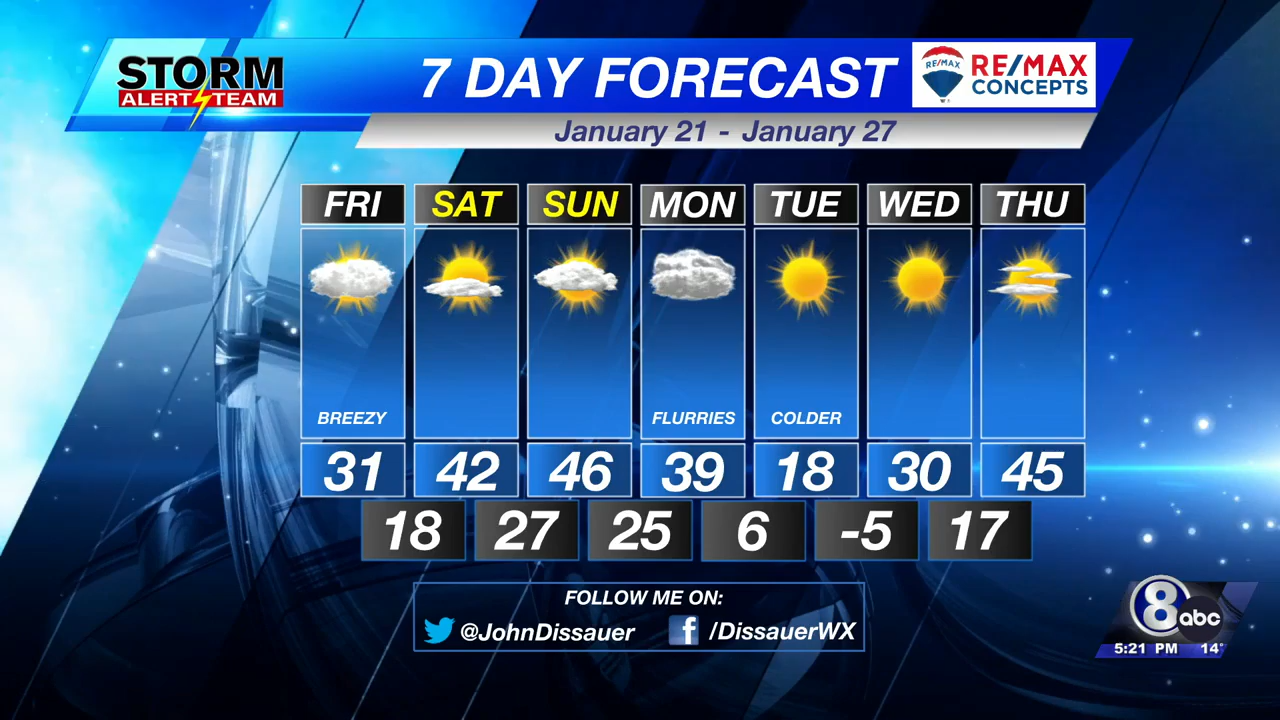 STORM
ALERT TEAM
7 DAY FORECAST
RE/MAX
RE/MAX
CONCEPTS
January 21 - January 27
FRI SAT SUN MON TUE WED THU
BREEZY FLURRIES COLDER
31 42 46 39 18 30 45
18 27 25 6 -5 17
FOLLOW ME ON:
@JohnDissauer f /DissauerWX
8 abc
5:21 PM 14°